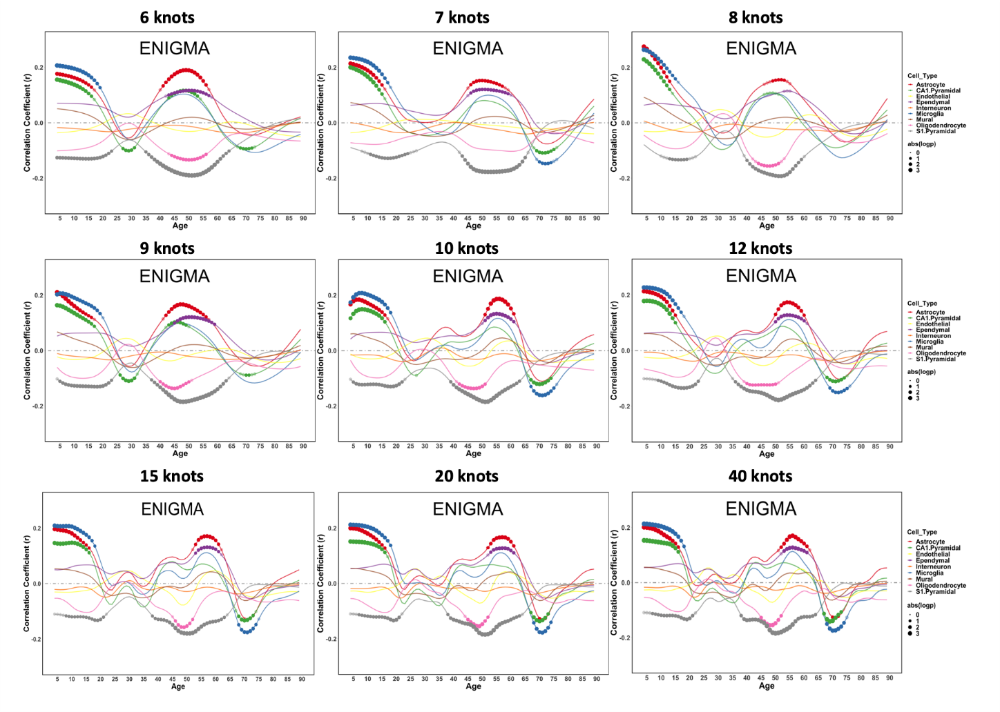 6 knots
7 knots
8 knots
ENIGMA
ENIGMA
ENIGMA
Correlation Coefficient (r)
0.2
0.0
-0.2
5 10 15 20 25 30 35 40 45 50 55 60 65 70 75 80 85 90
Age
Correlation Coefficient (r)
0.2
0.0
-0.2
5 10 15 20 25 30 35 40 45 50 55 60 65 70 75 80 85 90
Age
Correlation Coefficient (r)
0.2
0.0
-0.2
5 10 15 20 25 30 35 40 45 50 55 60 65 70 75 80 85 90
Age
Cell_Type
Astrocyte
CA1.Pyramidal
Endothelial
Ependymal
Interneuron
Microglia
Mural
Oligodendrocyte
S1.Pyramidal
abs(logp)
0
1
2
3
9 knots
10 knots
12 knots
ENIGMA
ENIGMA
ENIGMA
Correlation Coefficient (r)
0.2
0.0
-0.2
5 10 15 20 25 30 35 40 45 50 55 60 65 70 75 80 85 90
Age
Correlation Coefficient (r)
0.2
0.0
-0.2
5 10 15 20 25 30 35 40 45 50 55 60 65 70 75 80 85 90
Age
Correlation Coefficient (r)
0.2
0.0
-0.2
5 10 15 20 25 30 35 40 45 50 55 60 65 70 75 80 85 90
Age
Cell_Type
Astrocyte
CA1.Pyramidal
Endothelial
Ependymal
Interneuron
Microglia
Mural
Oligodendrocyte
S1.Pyramidal
abs(logp)
0
1
2
3
15 knots
20 knots
40 knots
ENIGMA
ENIGMA
ENIGMA
Correlation Coefficient (r)
0.2
0.0
-0.2
5 10 15 20 25 30 35 40 45 50 55 60 65 70 75 80 85 90
Age
Correlation Coefficient (r)
0.2
0.0
-0.2
5 10 15 20 25 30 35 40 45 50 55 60 65 70 75 80 85 90
Age
Correlation Coefficient (r)
0.2
0.0
-0.2
5 10 15 20 25 30 35 40 45 50 55 60 65 70 75 80 85 90
Age
Cell_Type
Astrocyte
CA1.Pyramidal
Endothelial
Ependymal
Interneuron
Microglia
Mural
Oligodendrocyte
S1.Pyramidal
abs(logp)
0
1
2
3